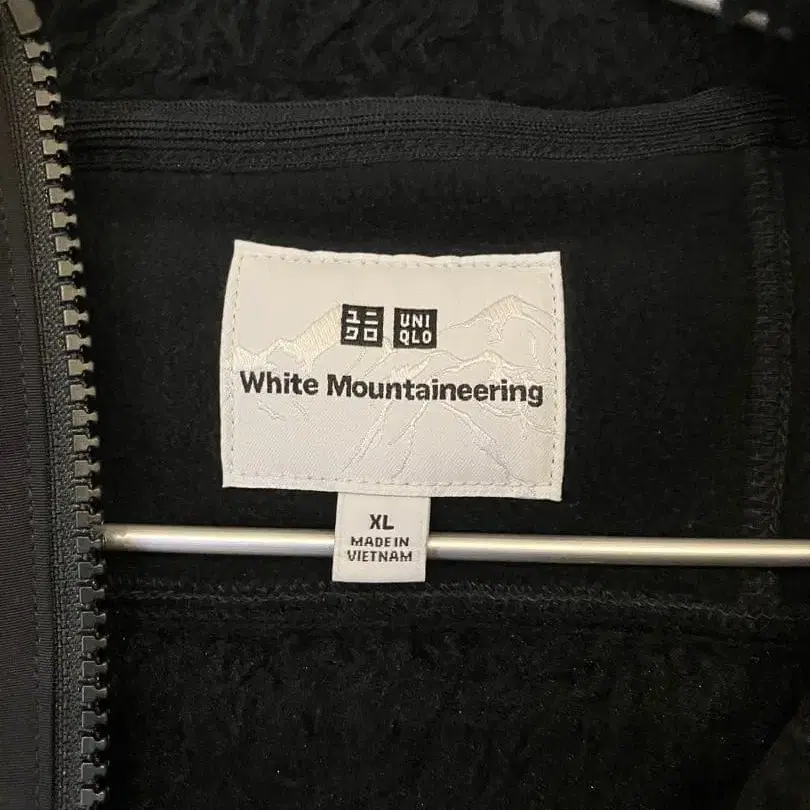 ユニ UNI
クロ QLO
White Mountaineering
XL
MADE IN
VIETNAM